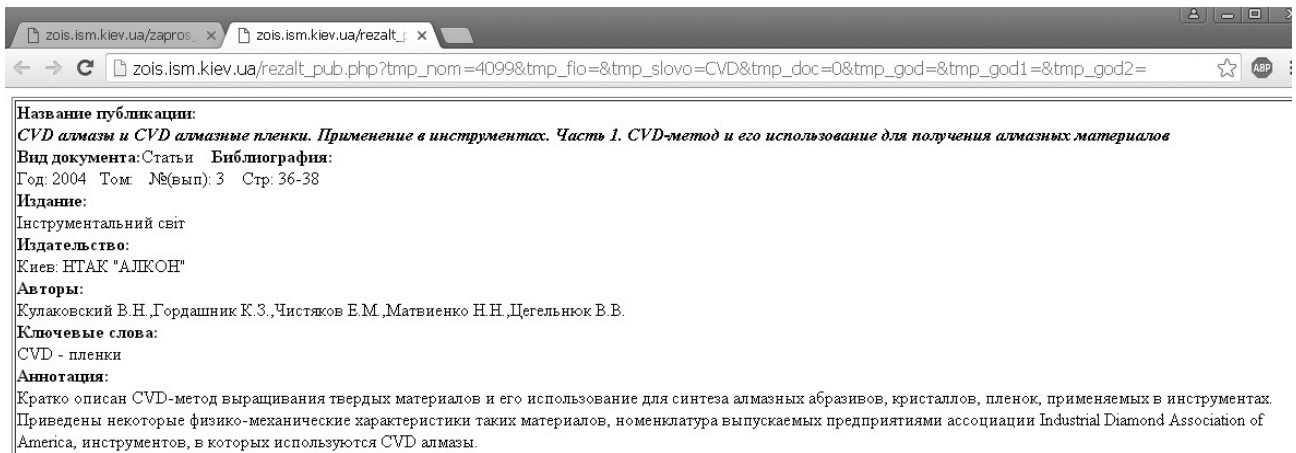 zois.ism.kiev.ua/zapros_
zois.ism.kiev.ua/rezalt_p
zois.ism.kiev.ua/rezalt_pub.php?tmp_nom=4099&tmp_fio=&tmp_slovo=CVD&tmp_doc=0&tmp_god=&tmp_god1=&tmp_god2=
ABP
Название публикации:
CVD алмазы и CVD алмазные пленки. Применение в инструментах. Часть 1. CVD-метод и его использование для получения алмазных материалов
Вид документа:Статьи Библиография:
Год: 2004 Том: №(вып): 3 Стр: 36-38
Издание:
Інструментальний світ
Издательство:
Киев: НТАК "АЛКОН"
Авторы:
Кулаковский В.Н.,Гордашник К.З.,Чистяков Е.М.,Матвиенко Н.Н.,Цегельнюк В.В.
Ключевые слова:
CVD - пленки
Аннотация:
Кратко описан CVD-метод выращивания твердых материалов и его использование для синтеза алмазных абразивов, кристаллов, пленок, применяемых в инструментах.
Приведены некоторые физико-механические характеристики таких материалов, номенклатура выпускаемых предприятиями ассоциации Industrial Diamond Association of
America, инструментов, в которых используются CVD алмазы.